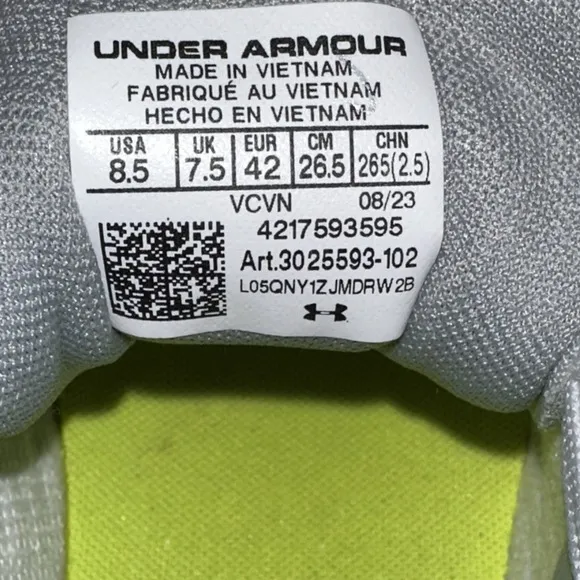 UNDER ARMOUR
MADE IN VIETNAM
FABRIQUÉ AU VIETNAM
HECHO EN VIETNAM
USA UK EUR CM CHN
8.5 7.5 42 26.5 265(2.5)
VCVN 08/23
4217593595
Art.3025593-102
L05QNY1ZJMDRW2B